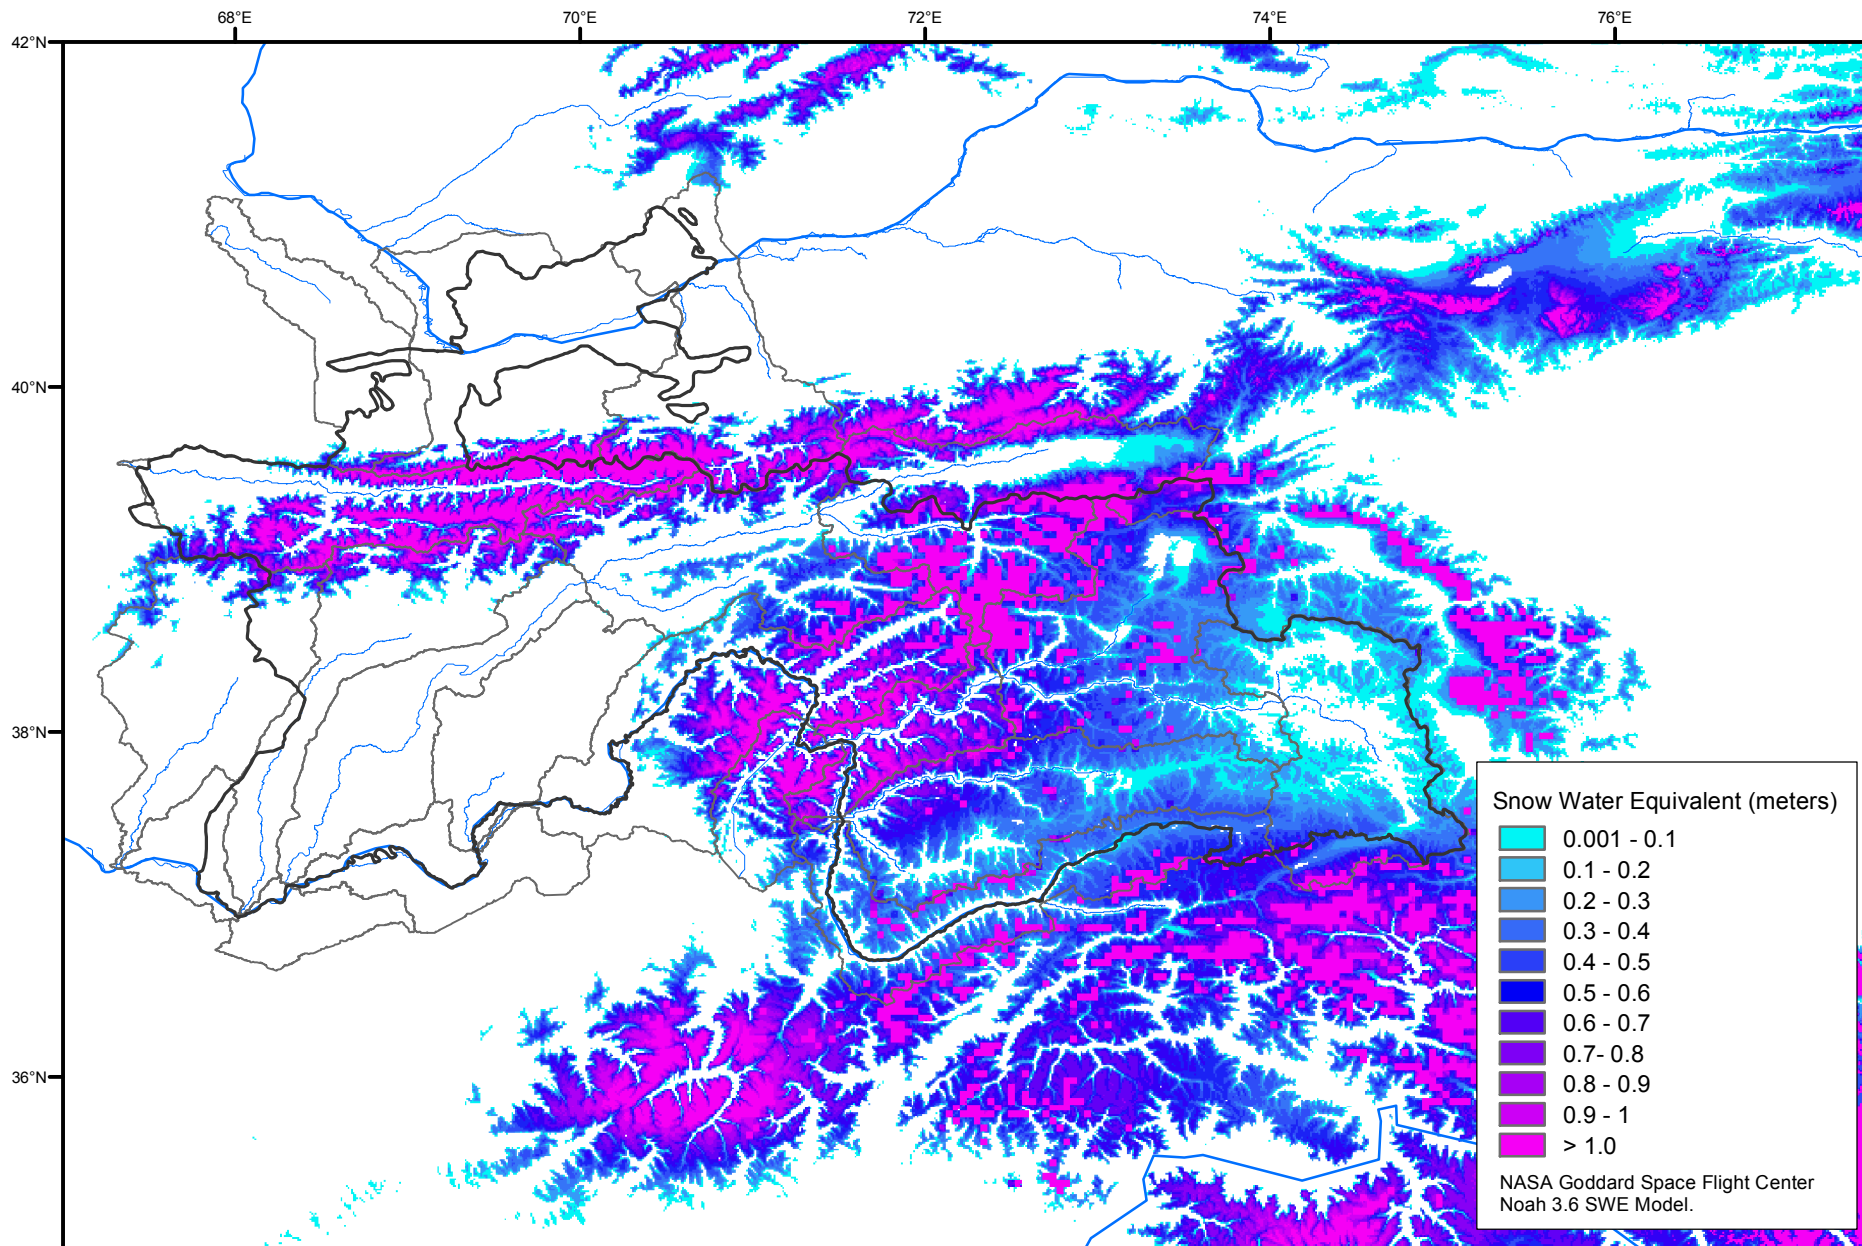 68°E 70°E 72°E 74°E 76°E
42°N
40°N
38°N
36°N
Snow Water Equivalent (meters)
0.001 - 0.1
0.1 - 0.2
0.2 - 0.3
0.3 - 0.4
0.4 - 0.5
0.5 - 0.6
0.6 - 0.7
0.7- 0.8
0.8 - 0.9
0.9 - 1
> 1.0
NASA Goddard Space Flight Center
Noah 3.6 SWE Model.